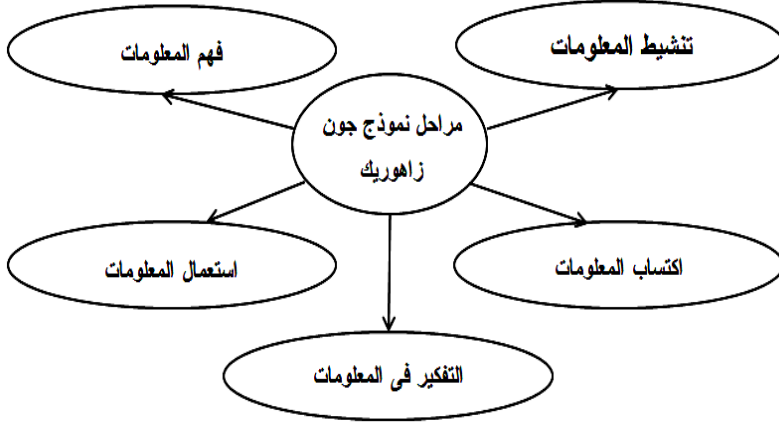 تنشيط المعلومات
فهم المعلومات
مراحل نموذج جون
زاهوريك
اكتساب المعلومات
استعمال المعلومات
التفكير فى المعلومات